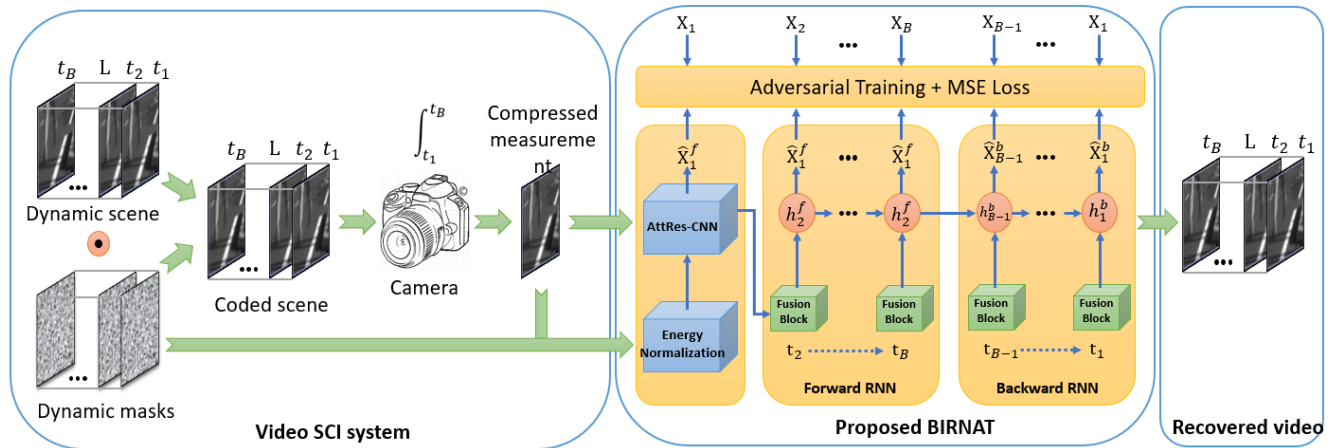 t_B L t_2 t_1
...
Dynamic scene
Dynamic masks
...
t_B L t_2 t_1
...
Coded scene
∫_{t_1}^{t_B}
©
Camera
Compressed
measureme
nt
Video SCI system
X_1 X_2 ... X_B X_{B−1} ... X_1
Adversarial Training + MSE Loss
X̂_1^f X̂_1^f ... X̂_1^f X̂_{B−1}^b ... X̂_1^b
AttRes-CNN
h_2^f ... h_2^f h_{B−1}^b ... h_1^b
Energy
Normalization
Fusion
Block
Fusion
Block
Fusion
Block
Fusion
Block
t_2 t_B t_{B−1} t_1
Forward RNN
Backward RNN
Proposed BIRNAT
t_B L t_2 t_1
...
Recovered video